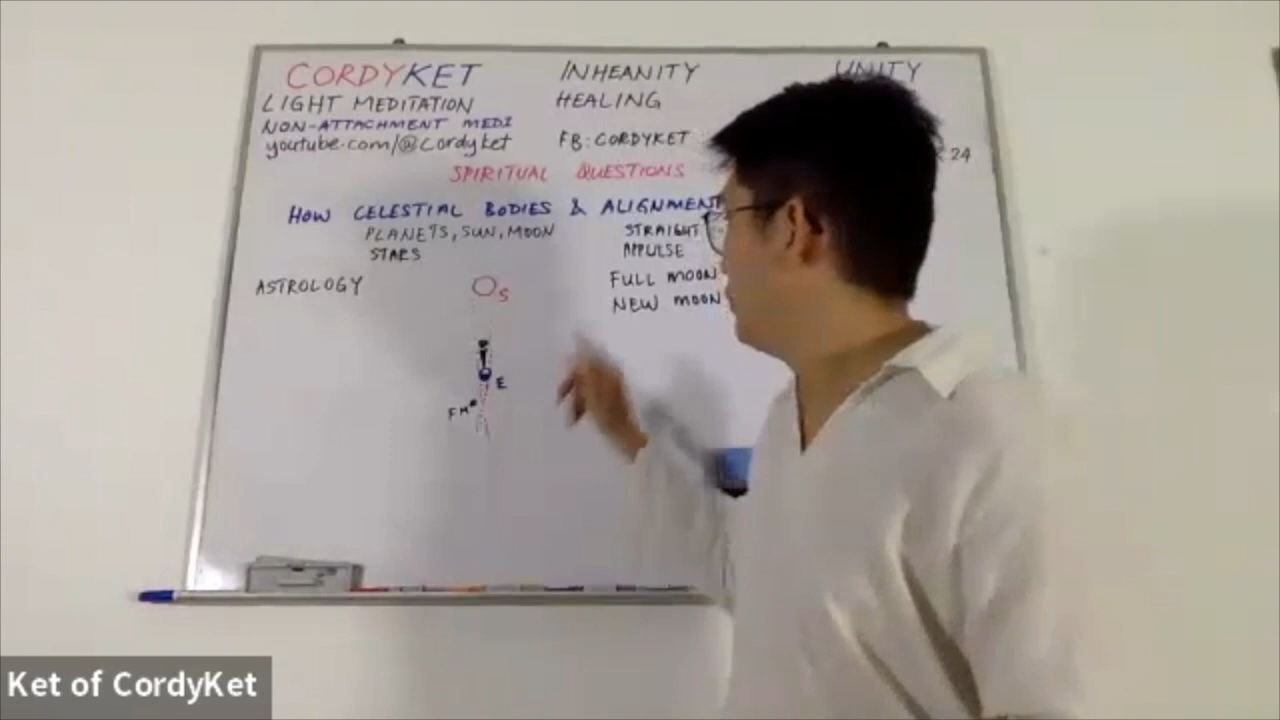 CORDYKET INHEANITY UNITY
LIGHT MEDITATION HEALING
NON-ATTACHMENT MEDI
youtube.com/@cordyket FB: CORDYKET 24
SPIRITUAL QUESTIONS
HOW CELESTIAL BODIES & ALIGNMENT
PLANETS, SUN, MOON STRAIGHT
STARS APPULSE
ASTROLOGY S FULL MOON
NEW MOON
E
FM
Ket of CordyKet